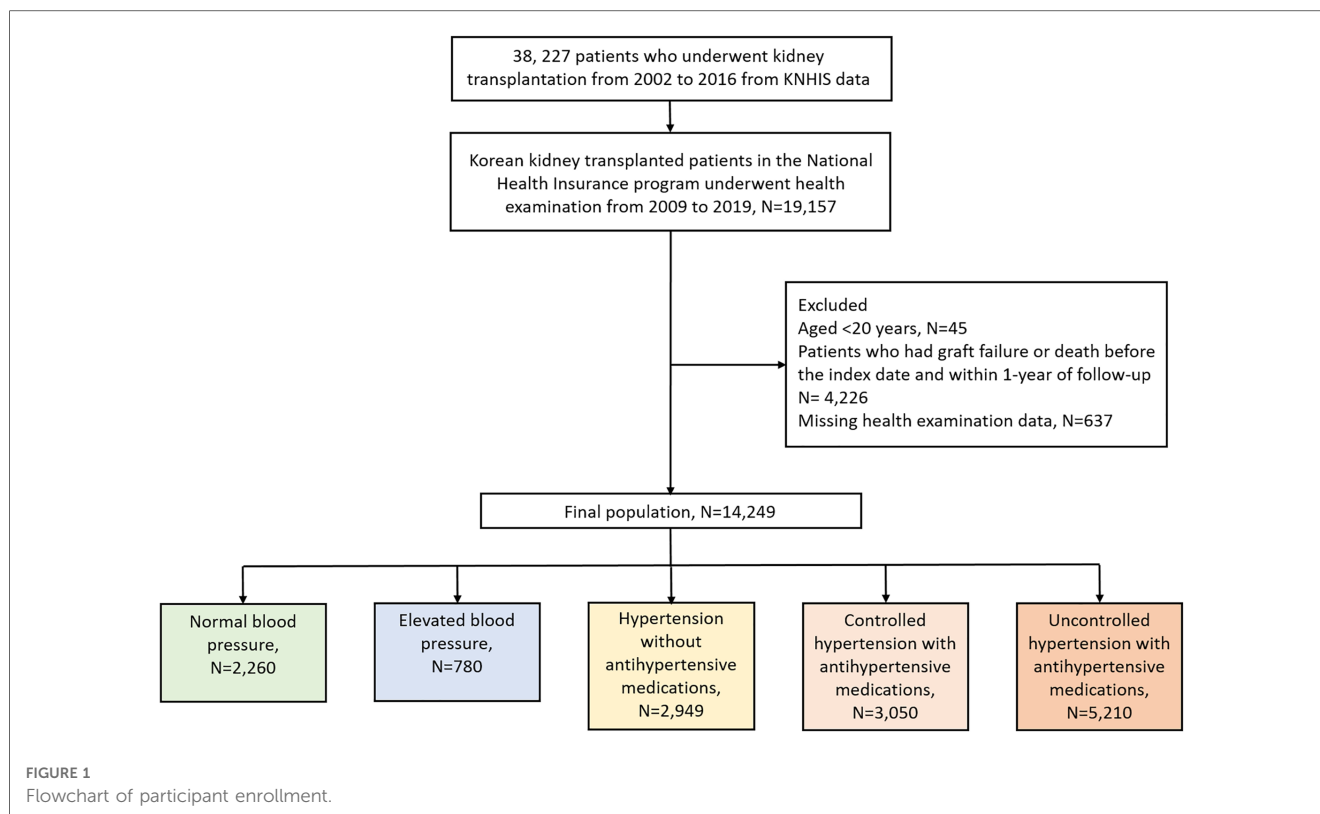 38, 227 patients who underwent kidney
transplantation from 2002 to 2016 from KNHIS data
Korean kidney transplanted patients in the National
Health Insurance program underwent health
examination from 2009 to 2019, N=19,157
Excluded
Aged <20 years, N=45
Patients who had graft failure or death before
the index date and within 1-year of follow-up
N= 4,226
Missing health examination data, N=637
Final population, N=14,249
Normal blood
pressure,
N=2,260
Elevated blood
pressure,
N=780
Hypertension
without
antihypertensive
medications,
N=2,949
Controlled
hypertension with
antihypertensive
medications,
N=3,050
Uncontrolled
hypertension with
antihypertensive
medications,
N=5,210
FIGURE 1
Flowchart of participant enrollment.